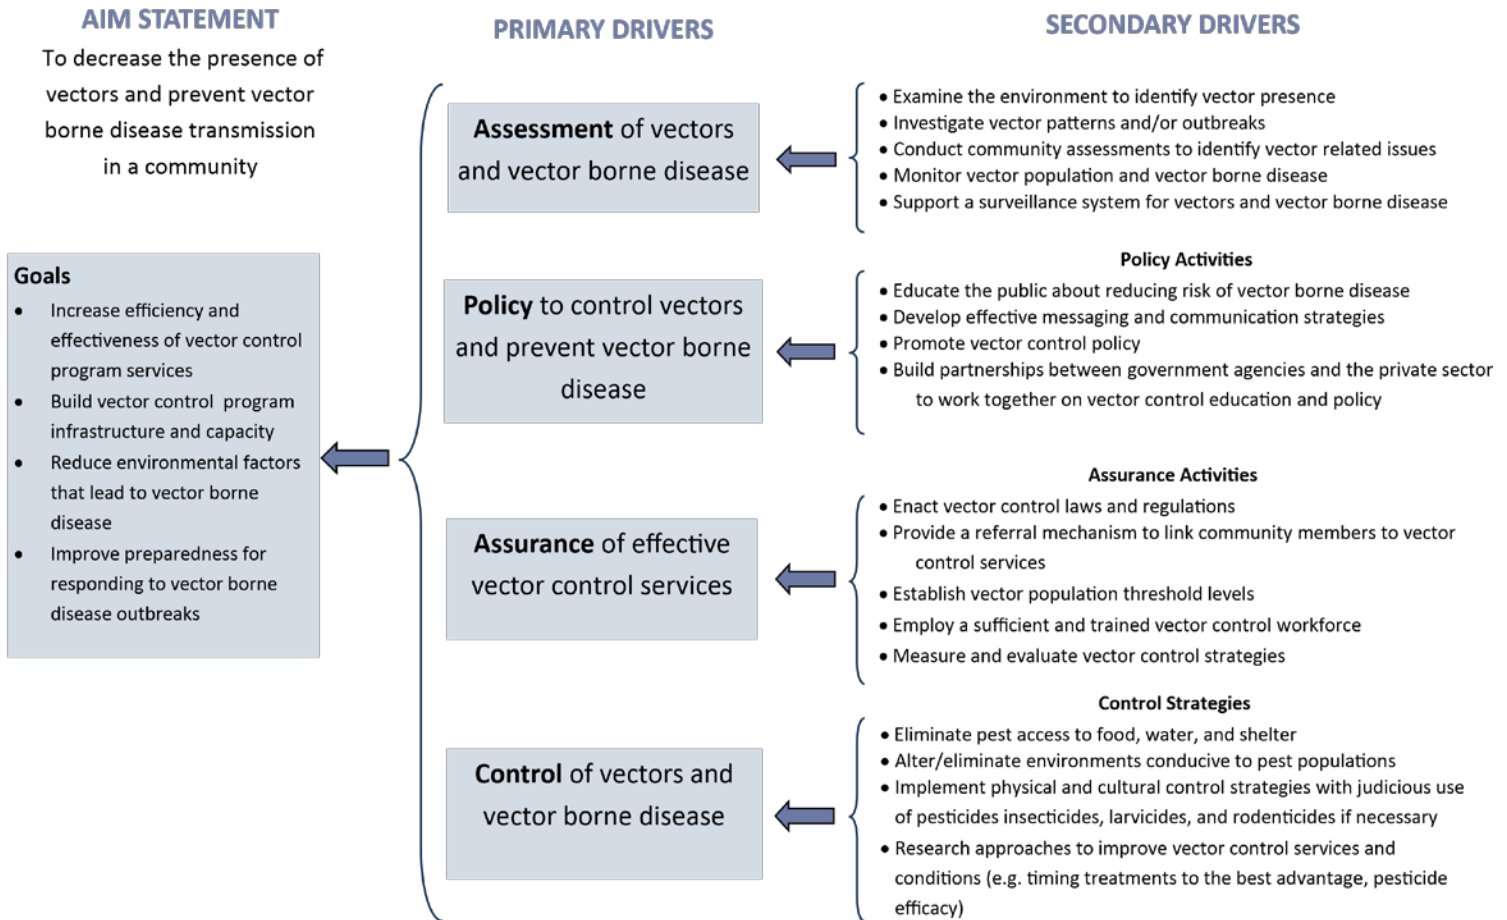 AIM STATEMENT
To decrease the presence of
vectors and prevent vector
borne disease transmission
in a community
Goals
• Increase efficiency and
effectiveness of vector control
program services
• Build vector control program
infrastructure and capacity
• Reduce environmental factors
that lead to vector borne
disease
• Improve preparedness for
responding to vector borne
disease outbreaks
PRIMARY DRIVERS
Assessment of vectors
and vector borne disease
Policy to control vectors
and prevent vector borne
disease
Assurance of effective
vector control services
Control of vectors and
vector borne disease
SECONDARY DRIVERS
• Examine the environment to identify vector presence
• Investigate vector patterns and/or outbreaks
• Conduct community assessments to identify vector related issues
• Monitor vector population and vector borne disease
• Support a surveillance system for vectors and vector borne disease
Policy Activities
• Educate the public about reducing risk of vector borne disease
• Develop effective messaging and communication strategies
• Promote vector control policy
• Build partnerships between government agencies and the private sector
to work together on vector control education and policy
Assurance Activities
• Enact vector control laws and regulations
• Provide a referral mechanism to link community members to vector
control services
• Establish vector population threshold levels
• Employ a sufficient and trained vector control workforce
• Measure and evaluate vector control strategies
Control Strategies
• Eliminate pest access to food, water, and shelter
• Alter/eliminate environments conducive to pest populations
• Implement physical and cultural control strategies with judicious use
of pesticides insecticides, larvicides, and rodenticides if necessary
• Research approaches to improve vector control services and
conditions (e.g. timing treatments to the best advantage, pesticide
efficacy)